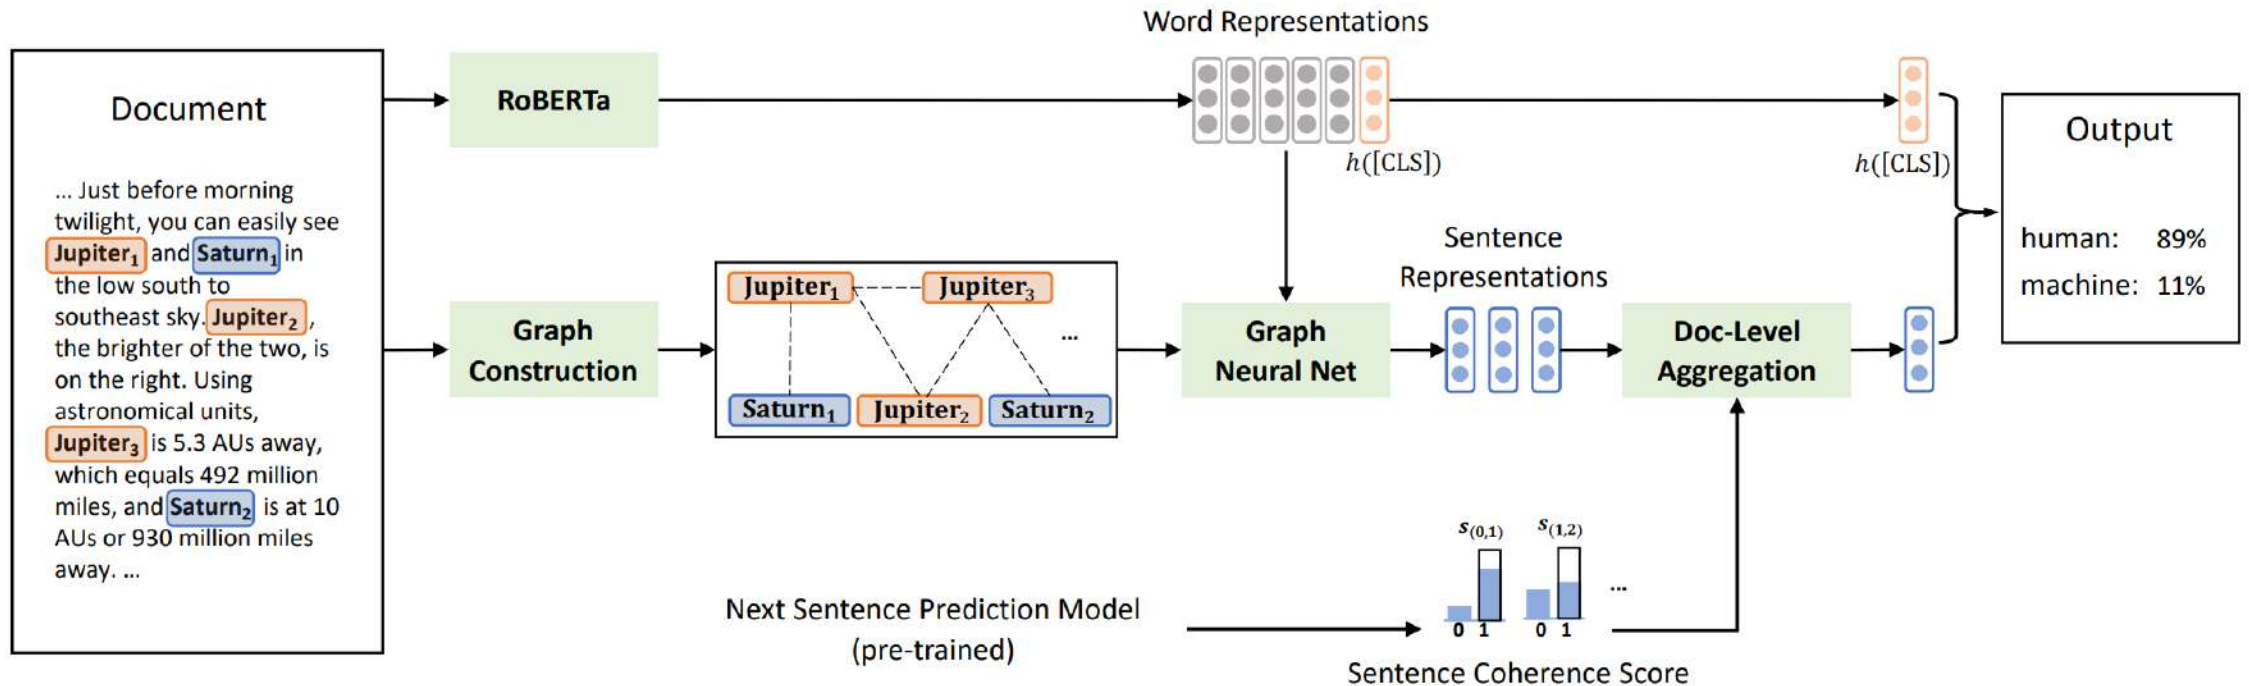 Document
... Just before morning
twilight, you can easily see
Jupiter₁ and Saturn₁ in
the low south to
southeast sky. Jupiter₂ ,
the brighter of the two, is
on the right. Using
astronomical units,
Jupiter₃ is 5.3 AUs away,
which equals 492 million
miles, and Saturn₂ is at 10
AUs or 930 million miles
away. ...
RoBERTa
Graph
Construction
Jupiter₁
Jupiter₃
...
Saturn₁
Jupiter₂
Saturn₂
Word Representations
h([CLS])
Graph
Neural Net
Sentence
Representations
Doc-Level
Aggregation
h([CLS])
Next Sentence Prediction Model
(pre-trained)
s(0,1)
s(1,2)
...
0 1
0 1
Sentence Coherence Score
Output
human: 89%
machine: 11%